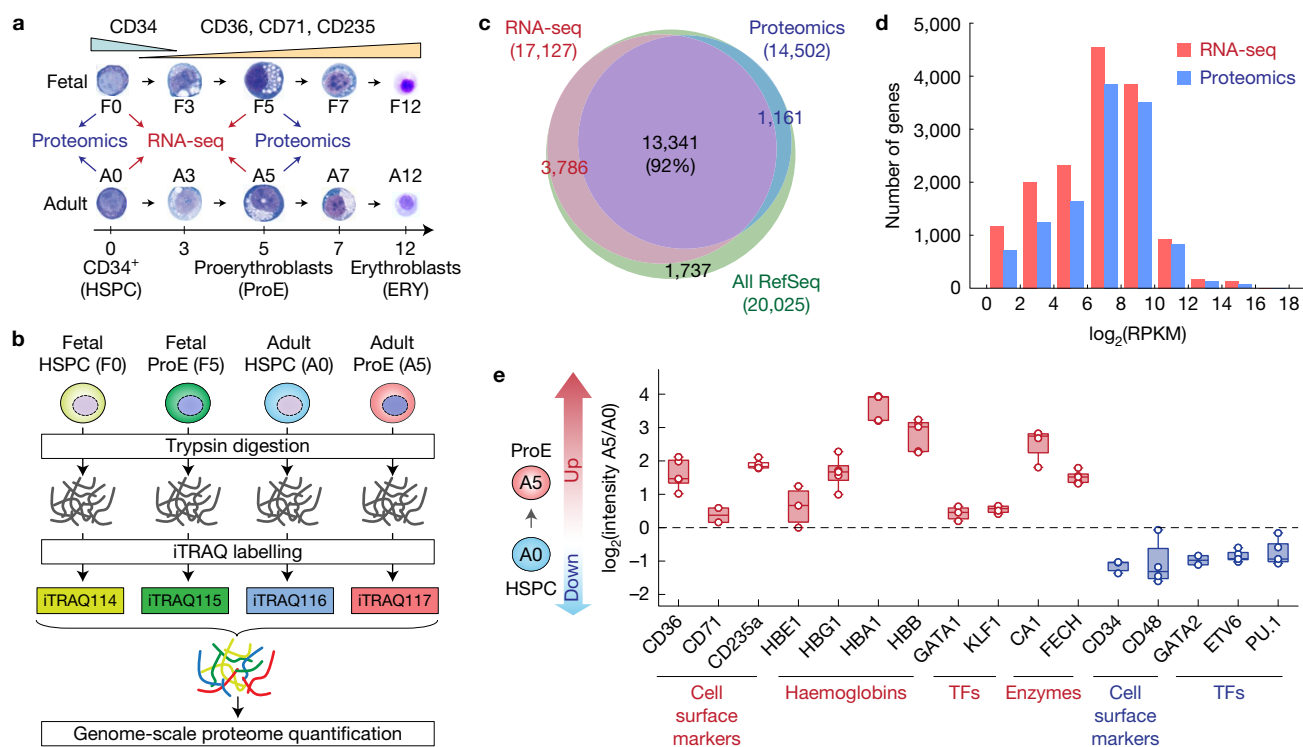 a
CD34
CD36, CD71, CD235
Fetal
F0
F3
F5
F7
F12
Proteomics
RNA-seq
Proteomics
A0
A3
A5
A7
A12
Adult
0
3
5
7
12
CD34+
(HSPC)
Proerythroblasts
(ProE)
Erythroblasts
(ERY)
b
Fetal
HSPC (F0)
Fetal
ProE (F5)
Adult
HSPC (A0)
Adult
ProE (A5)
Trypsin digestion
iTRAQ labelling
iTRAQ114
iTRAQ115
iTRAQ116
iTRAQ117
Genome-scale proteome quantification
c
RNA-seq
(17,127)
Proteomics
(14,502)
1,161
13,341
(92%)
3,786
1,737
All RefSeq
(20,025)
d
Number of genes
5,000
4,000
3,000
2,000
1,000
0
RNA-seq
Proteomics
0
2
4
6
8
10
12
14
16
18
log2(RPKM)
e
ProE
A5
A0
HSPC
Up
Down
log2(intensity A5/A0)
4
3
2
1
0
−1
−2
CD36
CD71
CD235a
HBE1
HBG1
HBA1
HBB
GATA1
KLF1
CA1
FECH
CD34
CD48
GATA2
ETV6
PU.1
Cell
surface
markers
Haemoglobins
TFs
Enzymes
Cell
surface
markers
TFs